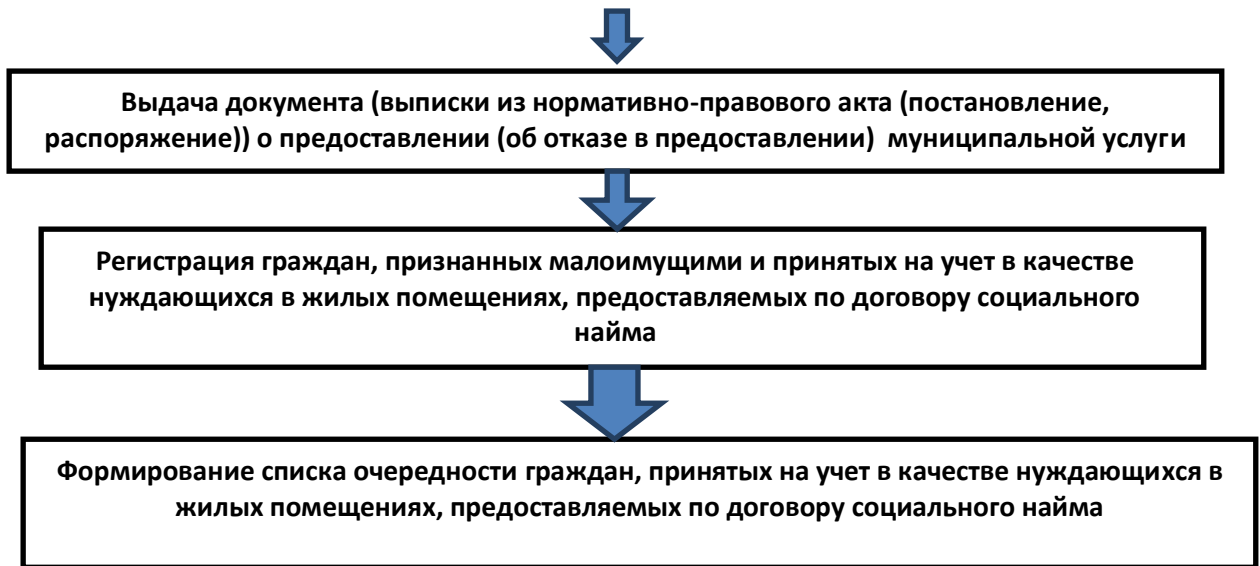 Выдача документа (выписки из нормативно-правового акта (постановление,
распоряжение)) о предоставлении (об отказе в предоставлении)  муниципальной услуги
Регистрация граждан, признанных малоимущими и принятых на учет в качестве
нуждающихся в жилых помещениях, предоставляемых по договору социального
найма
Формирование списка очередности граждан, принятых на учет в качестве нуждающихся в
жилых помещениях, предоставляемых по договору социального найма